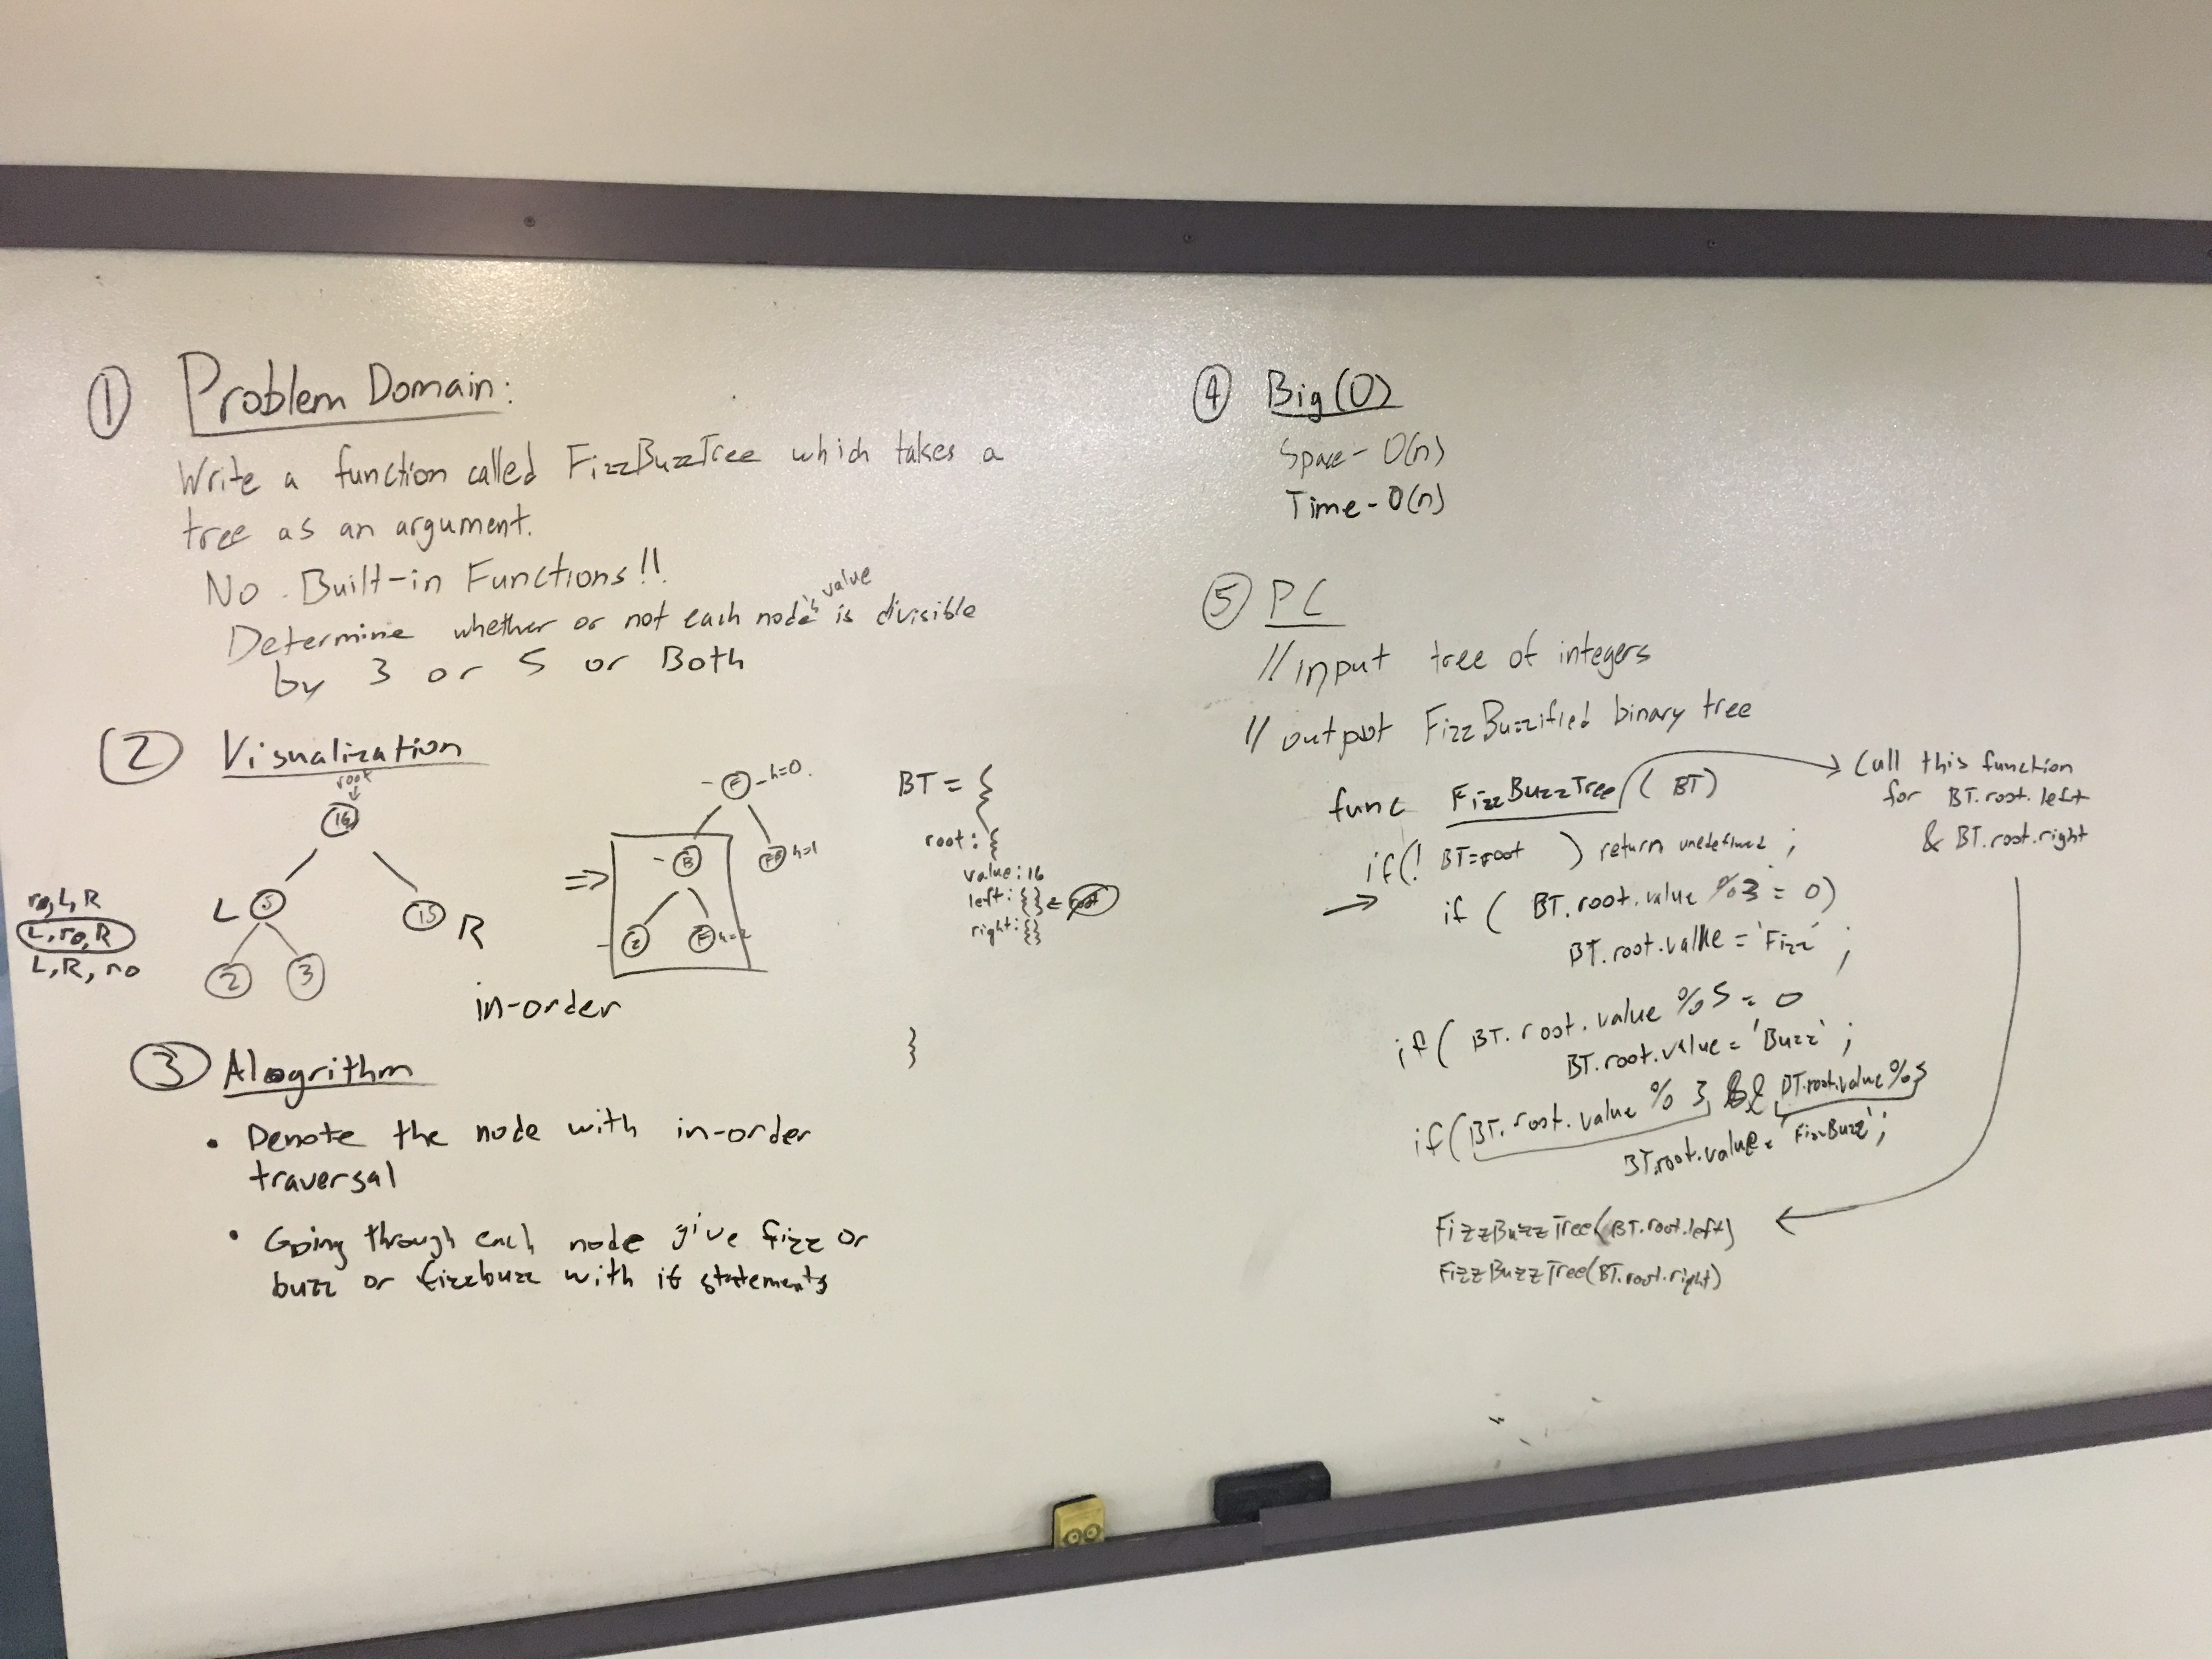 ① Problem Domain:
Write a function called FizzBuzzTree which takes a
tree as an argument.
No Built-in Functions!!
Determine whether or not each node's value is divisible
by 3 or 5 or Both
② Visualization
root
16
L 5
15 R
2 3
ro, L, R
L, ro, R
L, R, ro
F h=0
B
FB h=1
2
F
in-order
BT = {
root: {
value: 16
left: {}
right: {}
}
③ Alogrithm
• Denote the node with in-order
traversal
• Going through each node give fizz or
buzz or fizzbuzz with if statements
④ Big(O)
Space - O(n)
Time - O(n)
⑤ PC
// input tree of integers
// output FizzBuzzified binary tree
func FizzBuzzTree (BT)
Call this function
for BT.root.left
& BT.root.right
if(! BT=root ) return undefined ;
if ( BT.root.value %3 = 0)
BT.root.value = 'Fizz' ;
if ( BT.root.value %5 = 0
BT.root.value = 'Buzz' ;
if (BT.root.value % 3 && BT.root.value %5
BT.root.value = 'FizzBuzz' ;
FizzBuzzTree(BT.root.left)
FizzBuzzTree(BT.root.right)